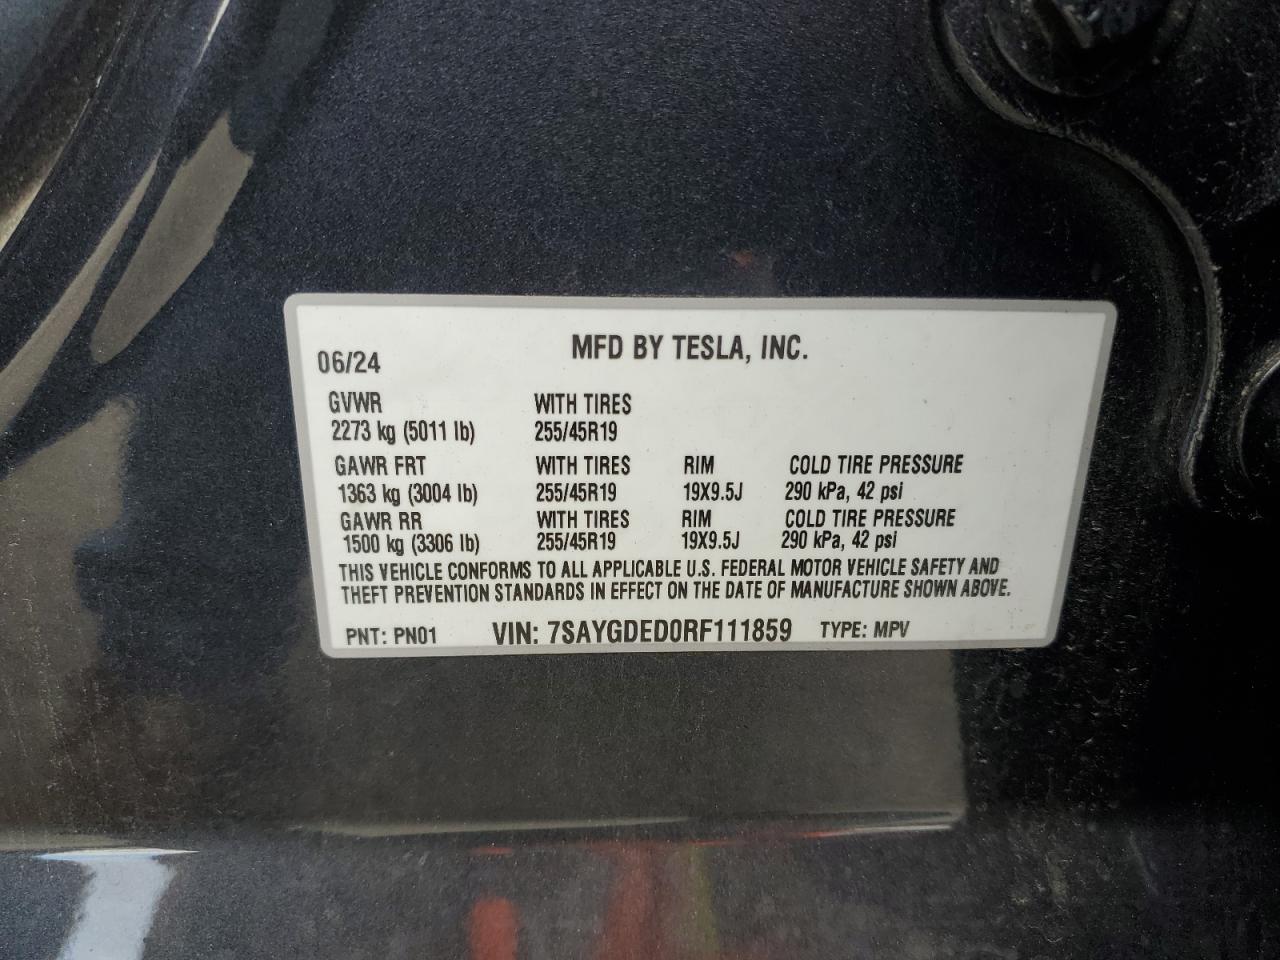 MFD BY TESLA, INC.
06/24
GVWR WITH TIRES
2273 kg (5011 lb) 255/45R19
GAWR FRT WITH TIRES RIM COLD TIRE PRESSURE
1363 kg (3004 lb) 255/45R19 19X9.5J 290 kPa, 42 psi
GAWR RR WITH TIRES RIM COLD TIRE PRESSURE
1500 kg (3306 lb) 255/45R19 19X9.5J 290 kPa, 42 psi
THIS VEHICLE CONFORMS TO ALL APPLICABLE U.S. FEDERAL MOTOR VEHICLE SAFETY AND
THEFT PREVENTION STANDARDS IN EFFECT ON THE DATE OF MANUFACTURE SHOWN ABOVE.
PNT: PN01 VIN: 7SAYGDED0RF111859 TYPE: MPV